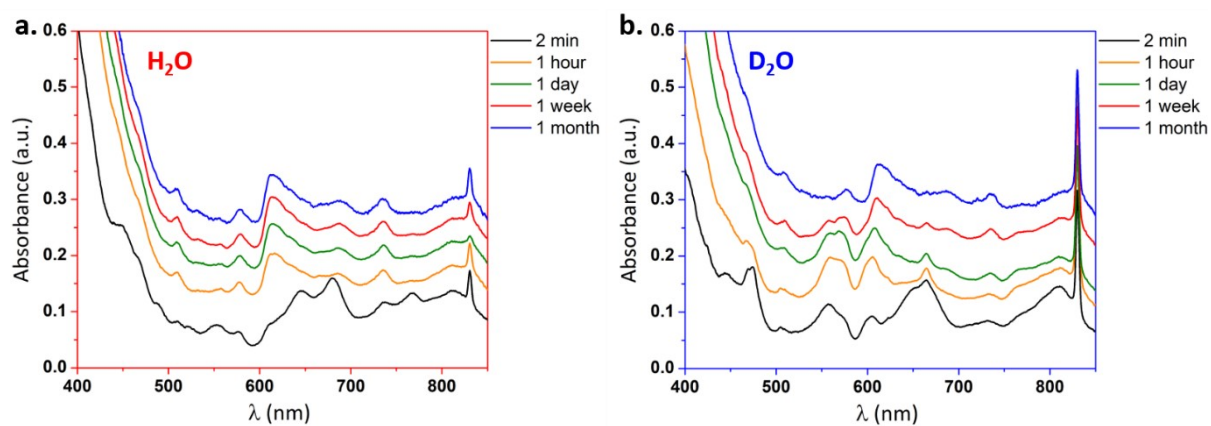 a.
H₂O
2 min
1 hour
1 day
1 week
1 month
Absorbance (a.u.)
0.6
0.5
0.4
0.3
0.2
0.1
0.0
400 500 600 700 800
λ (nm)
b.
D₂O
2 min
1 hour
1 day
1 week
1 month
Absorbance (a.u.)
0.6
0.5
0.4
0.3
0.2
0.1
0.0
400 500 600 700 800
λ (nm)